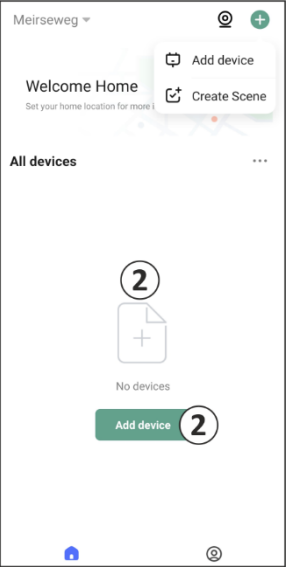 Meirseweg
Add device
Create Scene
Welcome Home
Set your home location for more i
All devices
2
No devices
Add device
2